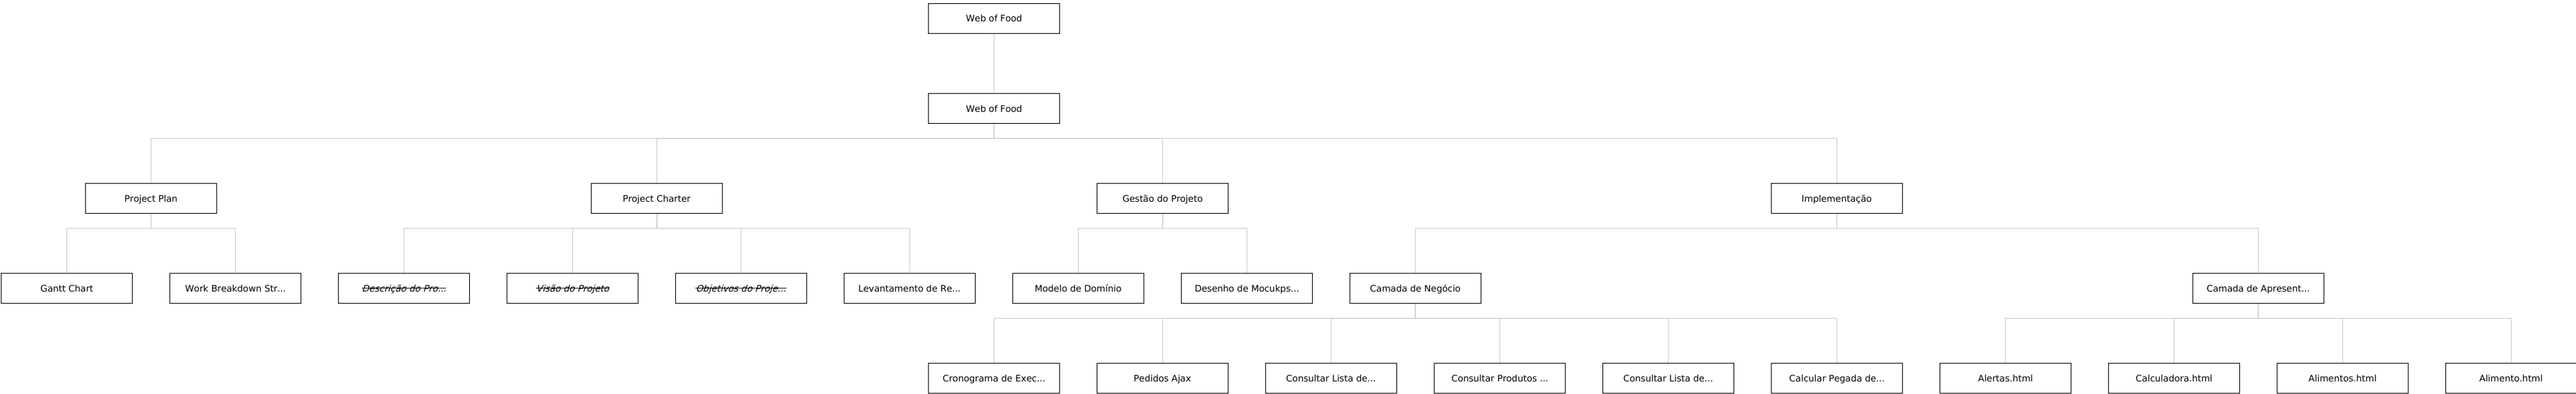 Web of Food
Web of Food
Project Plan
Project Charter
Gestão do Projeto
Implementação
Gantt Chart
Work Breakdown Str...
Descrição do Pro...
Visão do Projeto
Objetivos do Proje...
Levantamento de Re...
Modelo de Domínio
Desenho de Mocukps...
Camada de Negócio
Camada de Apresent...
Cronograma de Exec...
Pedidos Ajax
Consultar Lista de...
Consultar Produtos ...
Consultar Lista de...
Calcular Pegada de...
Alertas.html
Calculadora.html
Alimentos.html
Alimento.html